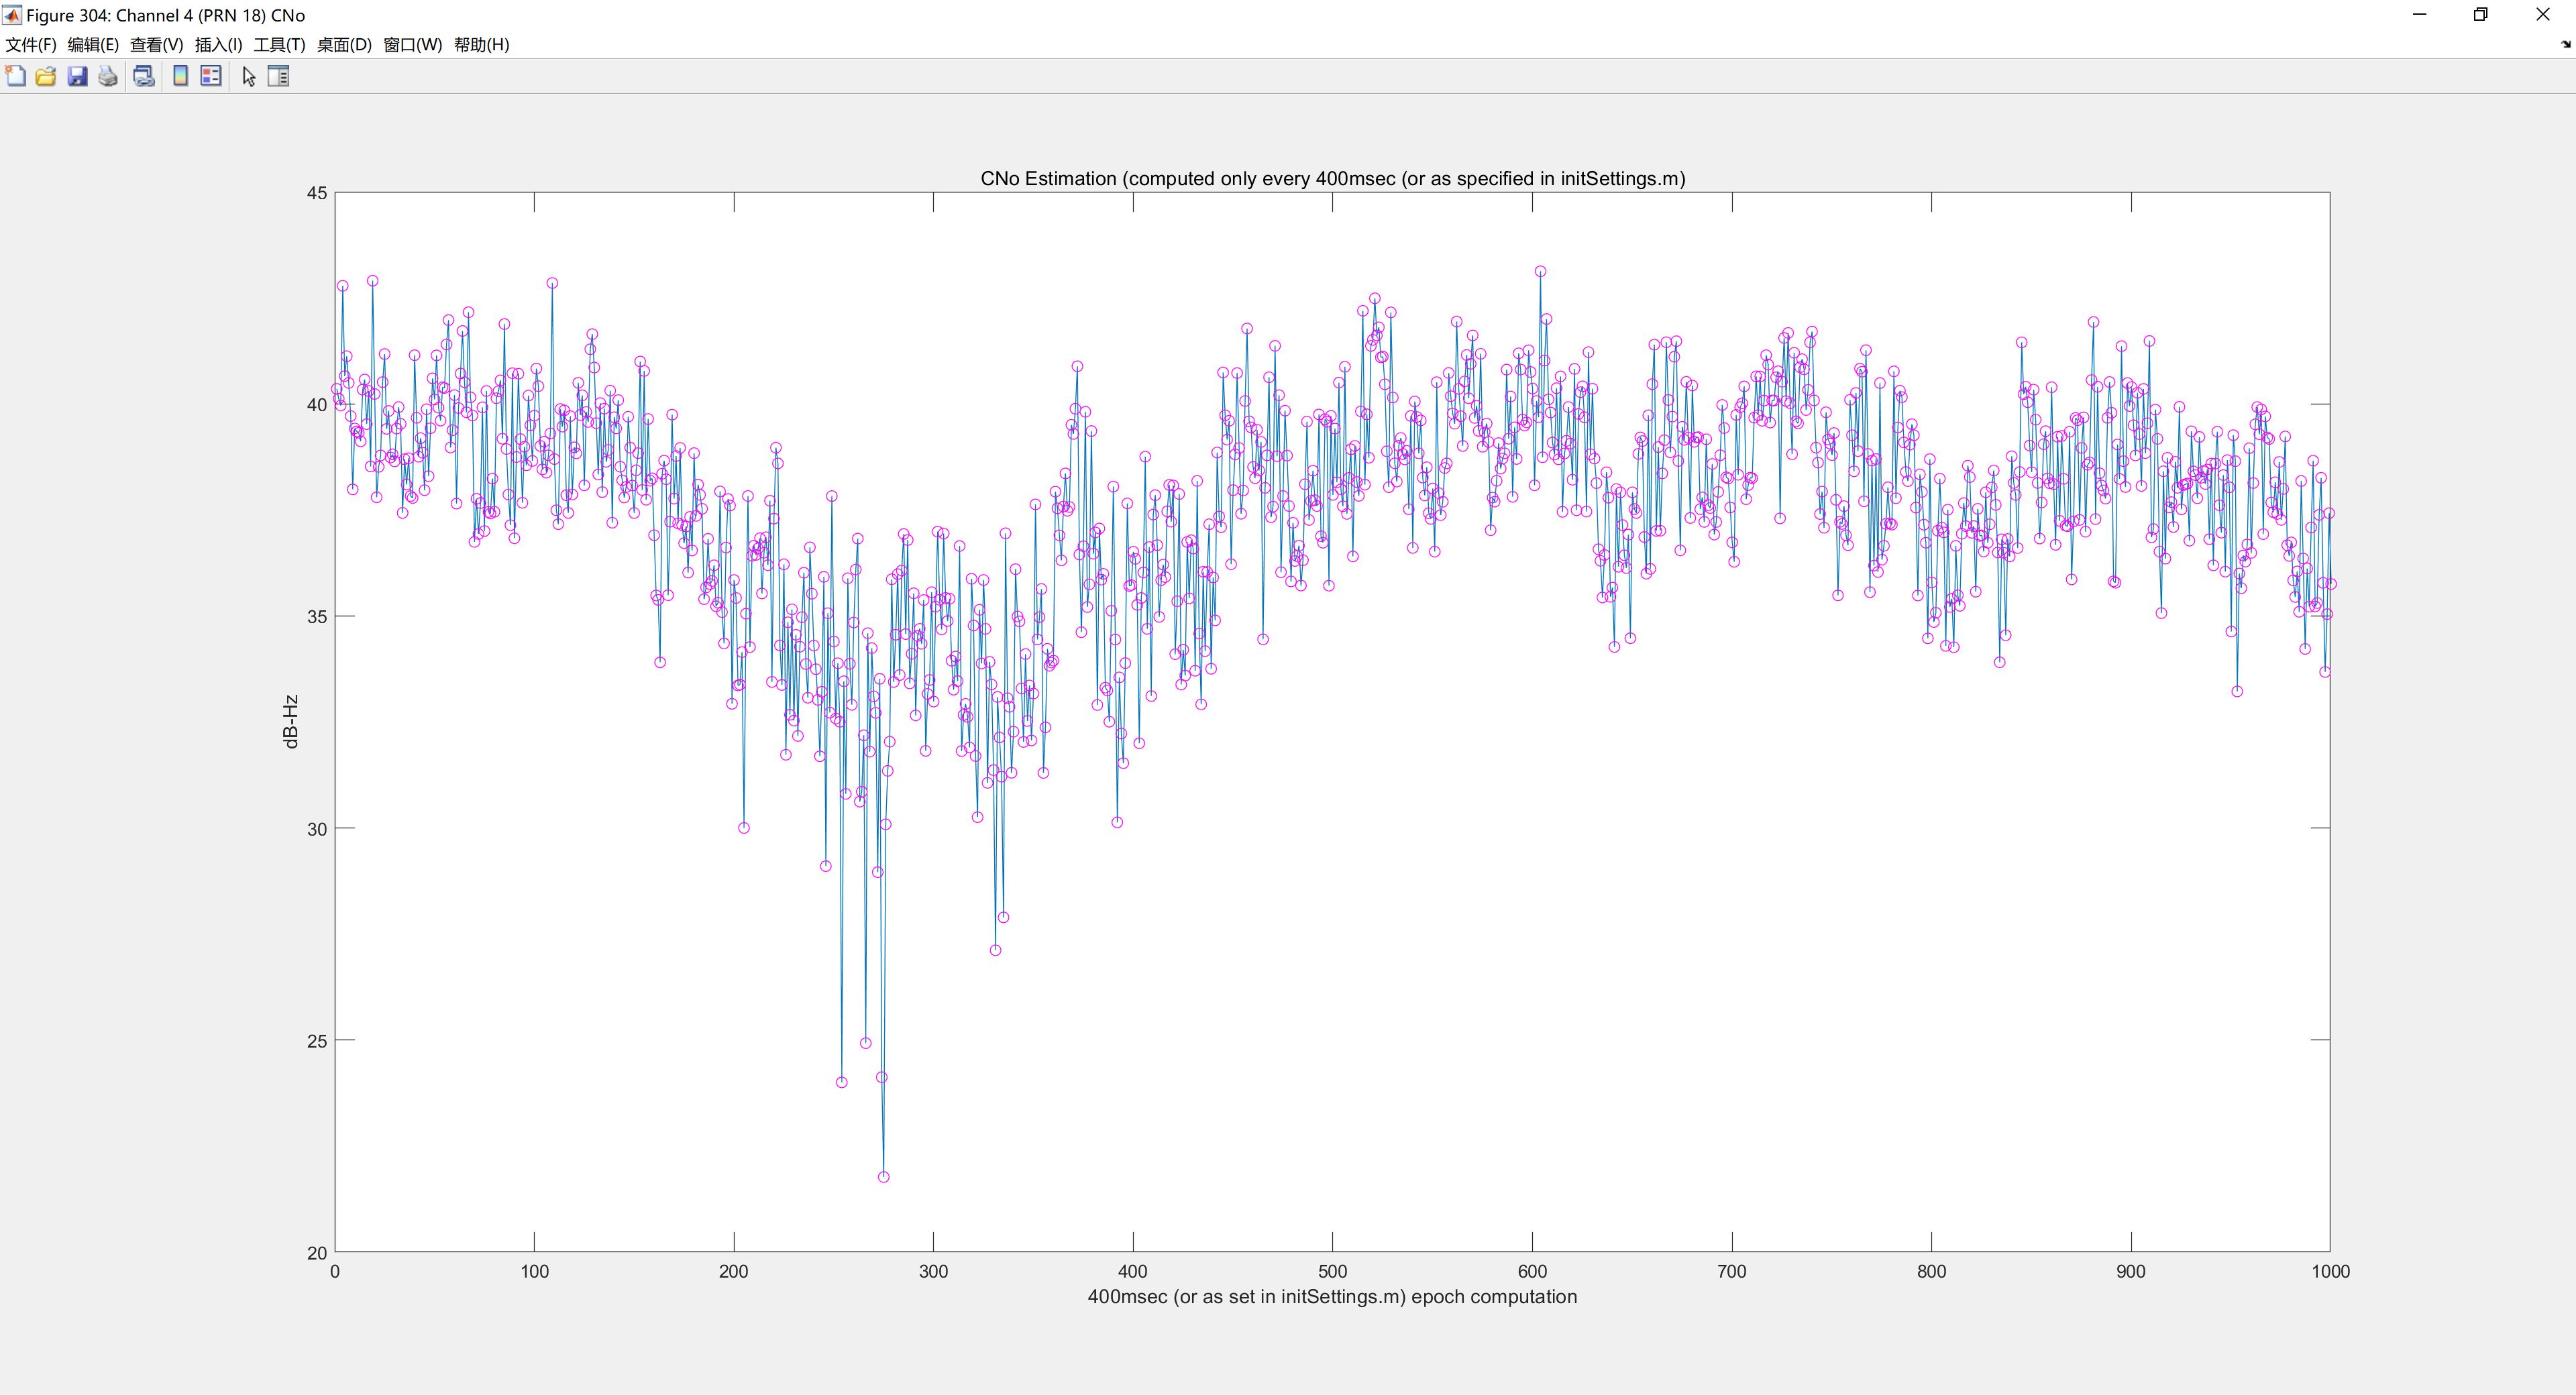 Figure 304: Channel 4 (PRN 18) CNo
文件(F) 编辑(E) 查看(V) 插入(I) 工具(T) 桌面(D) 窗口(W) 帮助(H)
CNo Estimation (computed only every 400msec (or as specified in initSettings.m)
45
40
35
30
25
20
dB-Hz
0 100 200 300 400 500 600 700 800 900 1000
400msec (or as set in initSettings.m) epoch computation